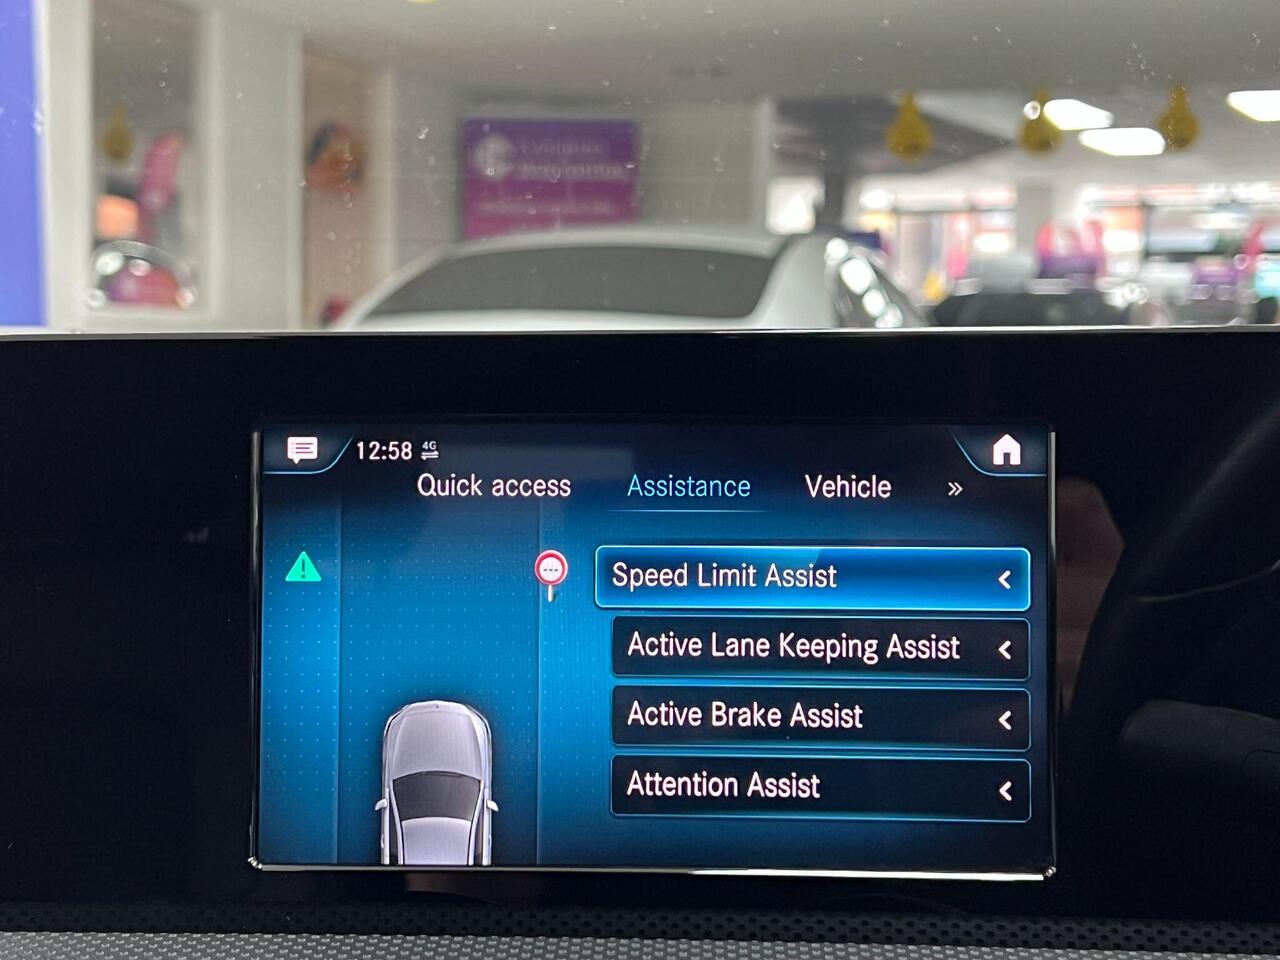 12:58 4G
Quick access Assistance Vehicle »
Speed Limit Assist
Active Lane Keeping Assist
Active Brake Assist
Attention Assist